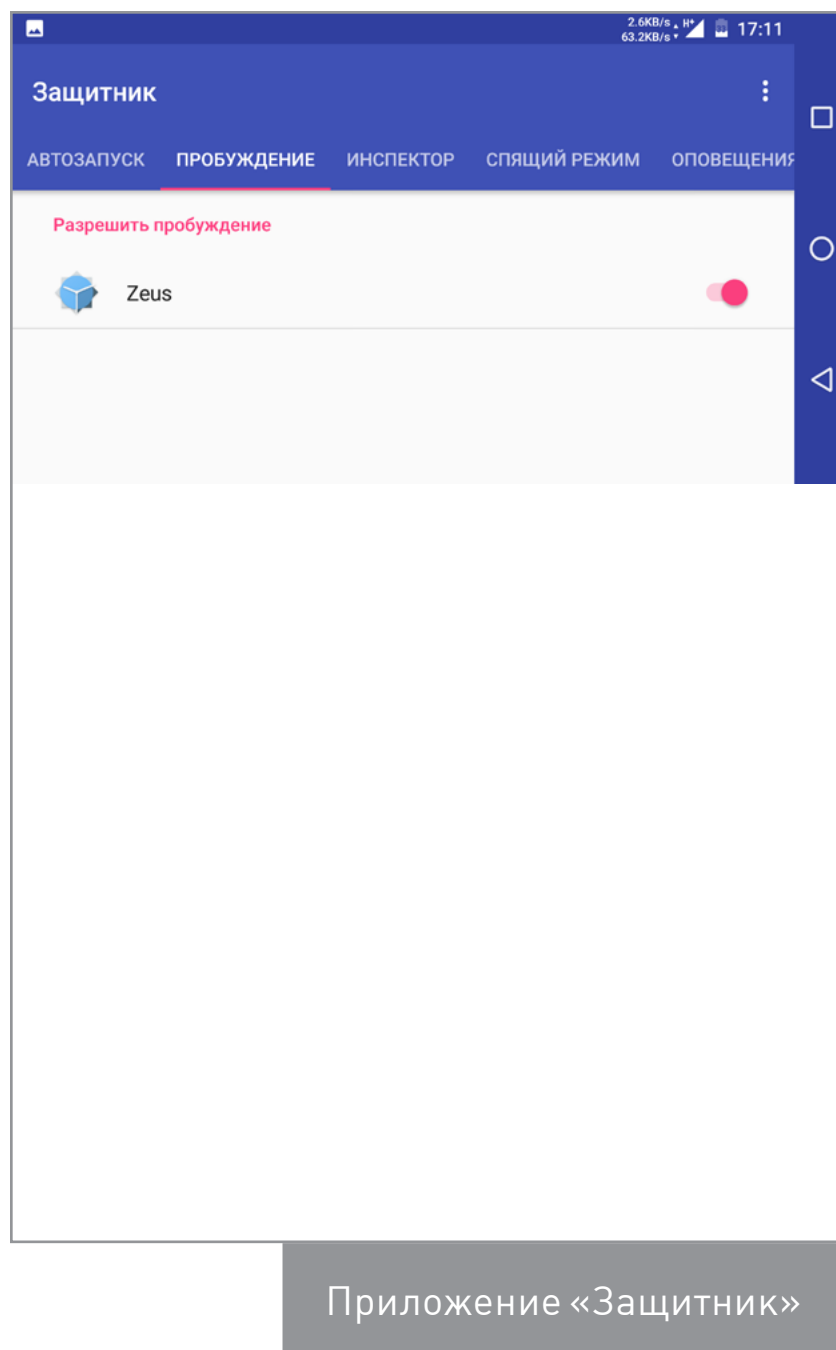 2.6KB/s H+ 17:11
63.2KB/s
Защитник
АВТОЗАПУСК ПРОБУЖДЕНИЕ ИНСПЕКТОР СПЯЩИЙ РЕЖИМ ОПОВЕЩЕНИЯ
Разрешить пробуждение
Zeus
Приложение «Защитник»